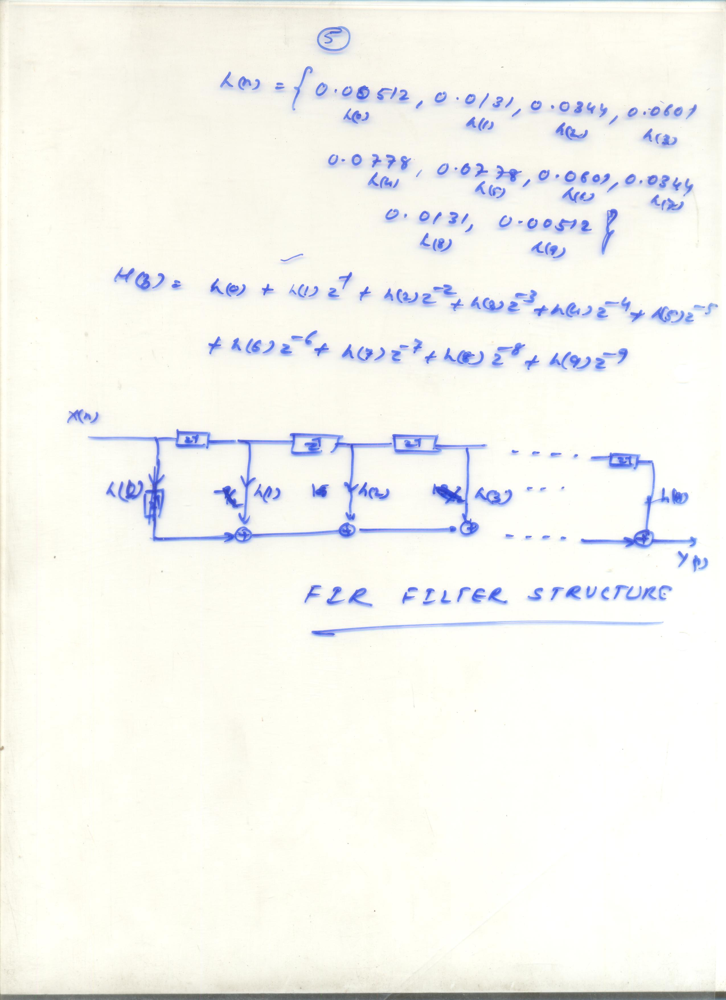 5
h(n) = { 0.00512, 0.0131, 0.0344, 0.0601
h(0) h(1) h(2) h(3)
0.0778, 0.0778, 0.0601, 0.0344
h(4) h(5) h(6) h(7)
0.0131, 0.00512 }
h(8) h(9)
H(z) = h(0) + h(1) z^-1 + h(2) z^-2 + h(3) z^-3 + h(4) z^-4 + h(5) z^-5
+ h(6) z^-6 + h(7) z^-7 + h(8) z^-8 + h(9) z^-9
X(n)
z^-1 z^-1 z^-1 z^-1
h(0) h(1) h(2) h(3)
+ + + +
Y(n)
FIR FILTER STRUCTURE